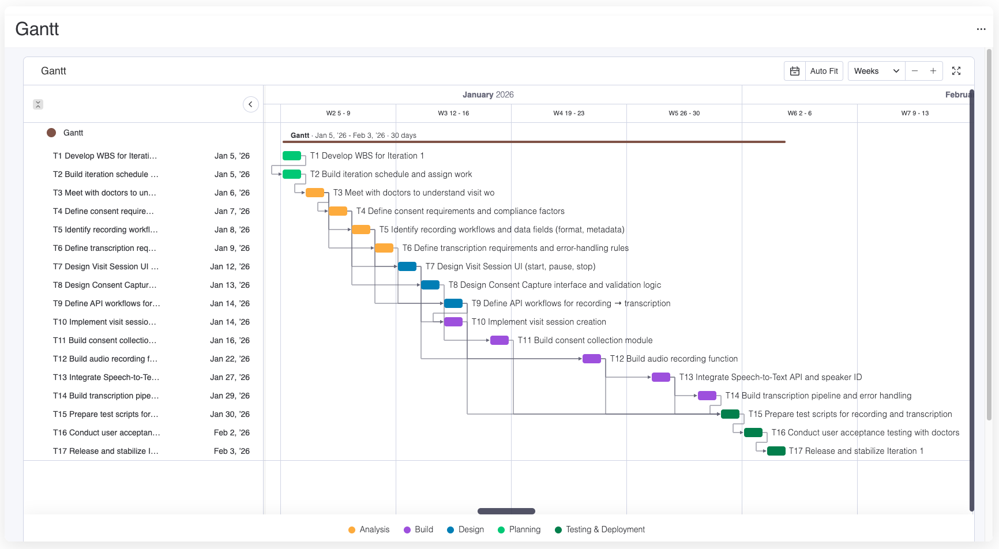 Gantt
Gantt
Auto Fit
Weeks
January 2026
Februa
W2 5 - 9
W3 12 - 16
W4 19 - 23
W5 26 - 30
W6 2 - 6
W7 9 - 13
Gantt
Gantt · Jan 5, ’26 - Feb 3, ’26 · 30 days
T1 Develop WBS for Iterati… Jan 5, ’26
T1 Develop WBS for Iteration 1
T2 Build iteration schedule … Jan 5, ’26
T2 Build iteration schedule and assign work
T3 Meet with doctors to un… Jan 6, ’26
T3 Meet with doctors to understand visit wo
T4 Define consent require… Jan 7, ’26
T4 Define consent requirements and compliance factors
T5 Identify recording workfl… Jan 8, ’26
T5 Identify recording workflows and data fields (format, metadata)
T6 Define transcription req… Jan 9, ’26
T6 Define transcription requirements and error-handling rules
T7 Design Visit Session UI … Jan 12, ’26
T7 Design Visit Session UI (start, pause, stop)
T8 Design Consent Captur… Jan 13, ’26
T8 Design Consent Capture interface and validation logic
T9 Define API workflows for… Jan 14, ’26
T9 Define API workflows for recording → transcription
T10 Implement visit sessio… Jan 14, ’26
T10 Implement visit session creation
T11 Build consent collectio… Jan 16, ’26
T11 Build consent collection module
T12 Build audio recording f… Jan 22, ’26
T12 Build audio recording function
T13 Integrate Speech-to-Te… Jan 27, ’26
T13 Integrate Speech-to-Text API and speaker ID
T14 Build transcription pipe… Jan 29, ’26
T14 Build transcription pipeline and error handling
T15 Prepare test scripts for… Jan 30, ’26
T15 Prepare test scripts for recording and transcription
T16 Conduct user acceptan… Feb 2, ’26
T16 Conduct user acceptance testing with doctors
T17 Release and stabilize I… Feb 3, ’26
T17 Release and stabilize Iteration 1
Analysis
Build
Design
Planning
Testing & Deployment